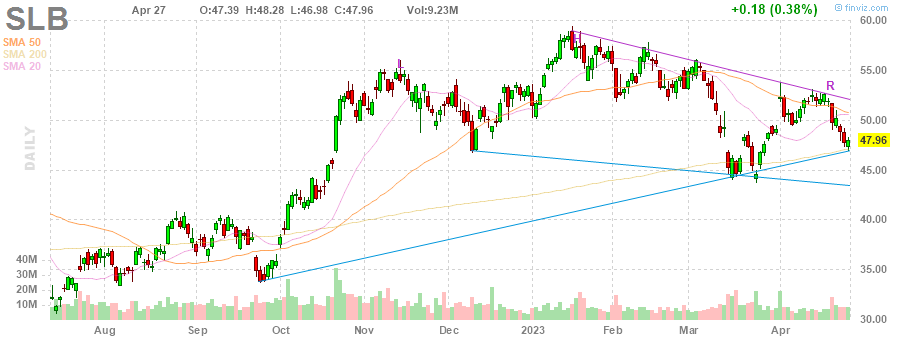 SLB Apr 27 O:47.39 H:48.28 L:46.98 C:47.96 Vol:9.23M +0.18 (0.38%) © finviz.com
SMA 50
SMA 200
SMA 20
DAILY
60.00
55.00
50.00
47.96
45.00
40.00
35.00
30.00
40M
30M
20M
10M
L
H
R
Aug Sep Oct Nov Dec 2023 Feb Mar Apr